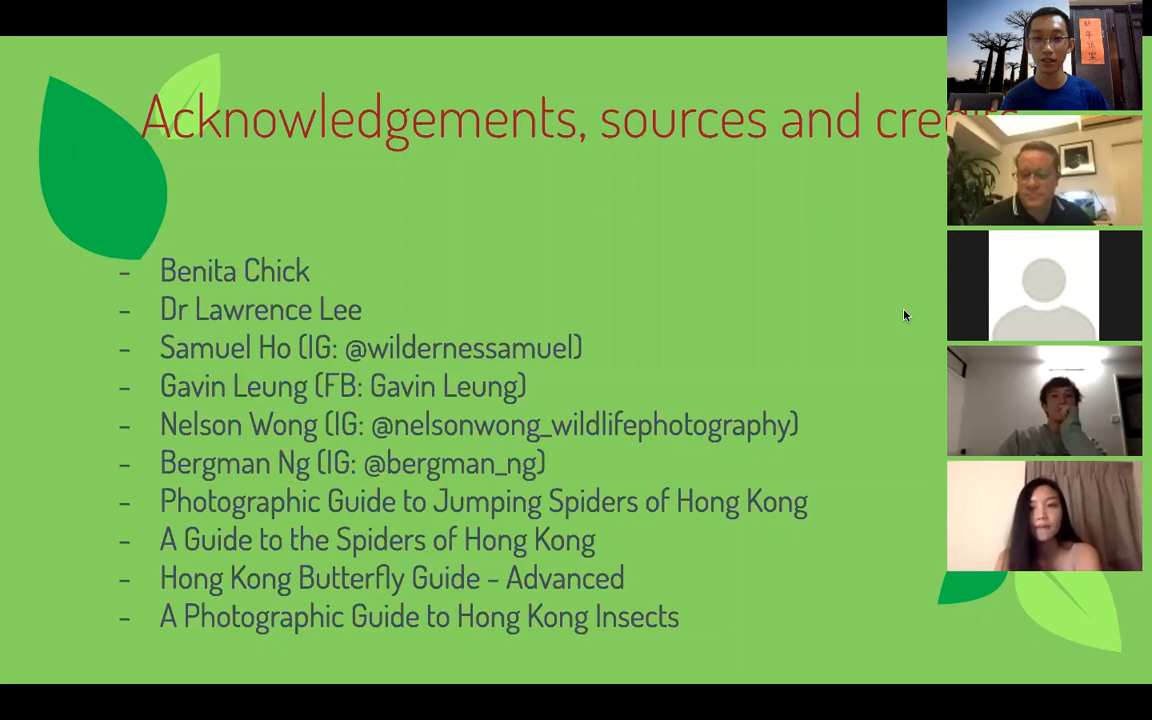 Acknowledgements, sources and credits
- Benita Chick
- Dr Lawrence Lee
- Samuel Ho (IG: @wildernessamuel)
- Gavin Leung (FB: Gavin Leung)
- Nelson Wong (IG: @nelsonwong_wildlifephotography)
- Bergman Ng (IG: @bergman_ng)
- Photographic Guide to Jumping Spiders of Hong Kong
- A Guide to the Spiders of Hong Kong
- Hong Kong Butterfly Guide - Advanced
- A Photographic Guide to Hong Kong Insects